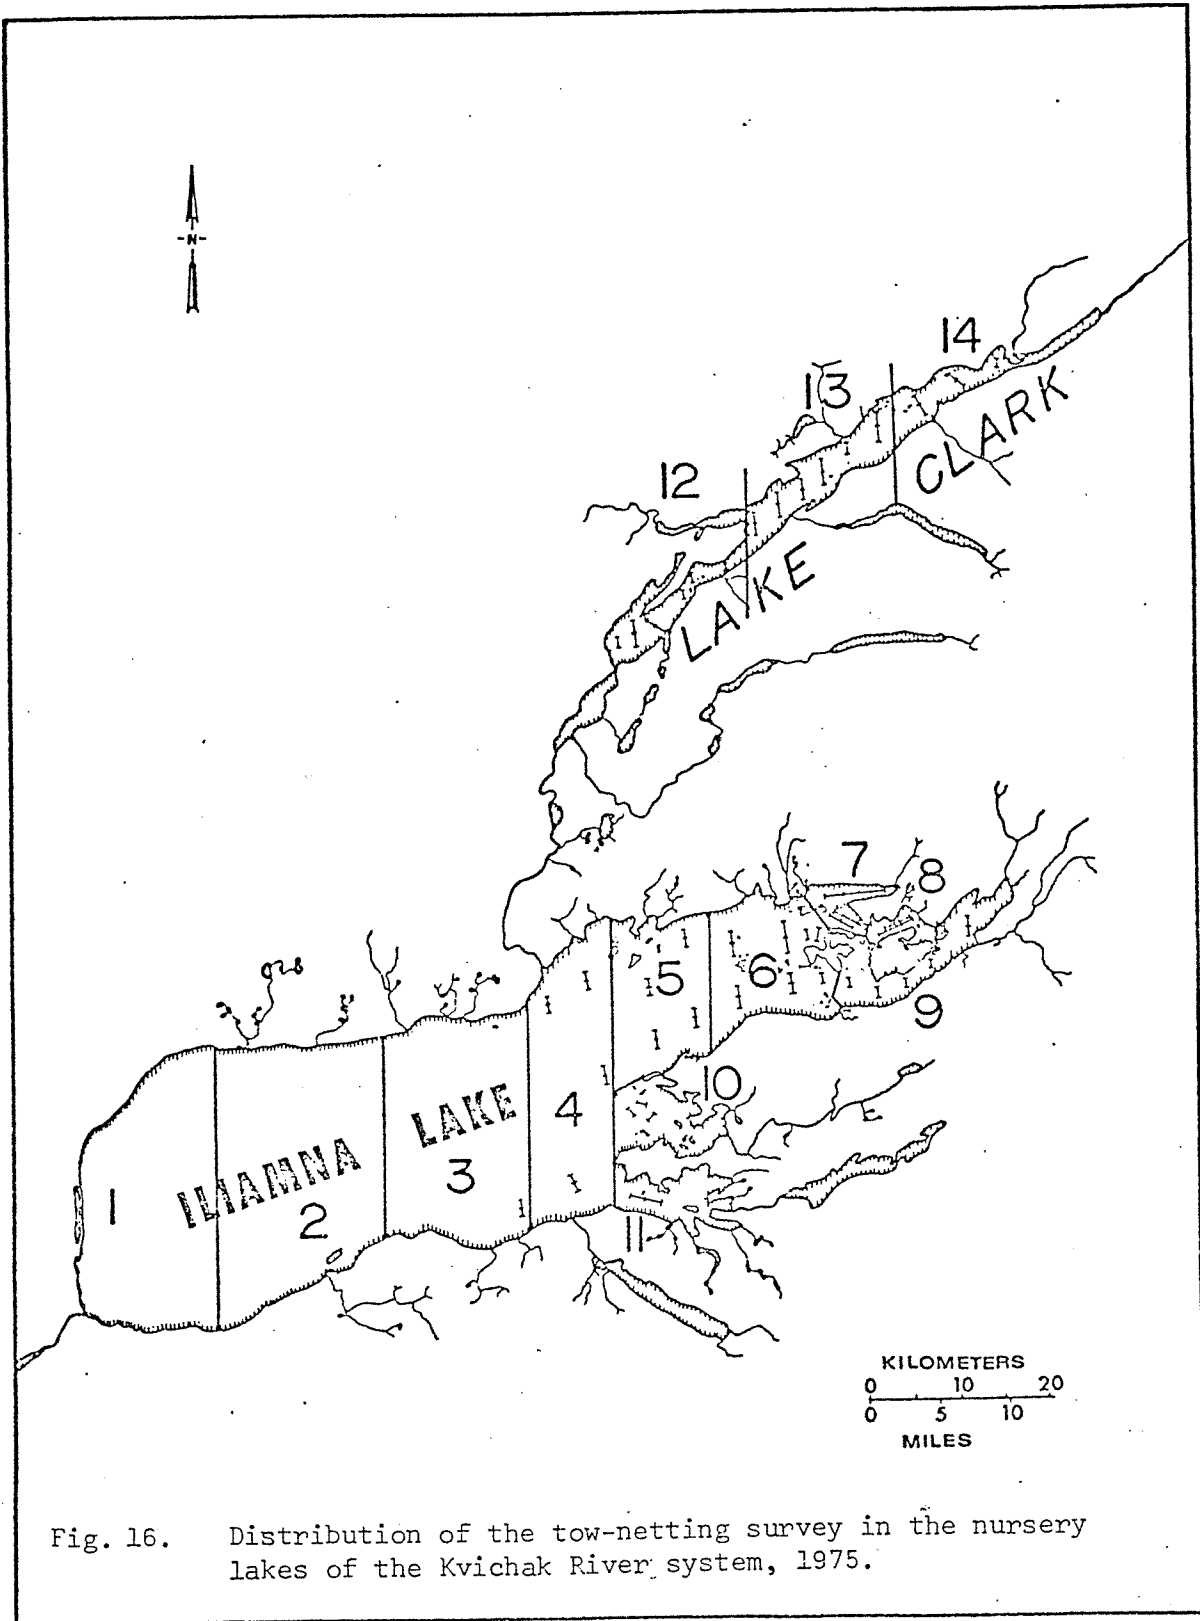 -N-
14
13
CLARK
12
LAKE
7
8
5
6
9
10
LAKE
4
ILIAMNA
3
1
2
11
KILOMETERS
0 10 20
0 5 10
MILES
Fig. 16. Distribution of the tow-netting survey in the nursery
lakes of the Kvichak River system, 1975.